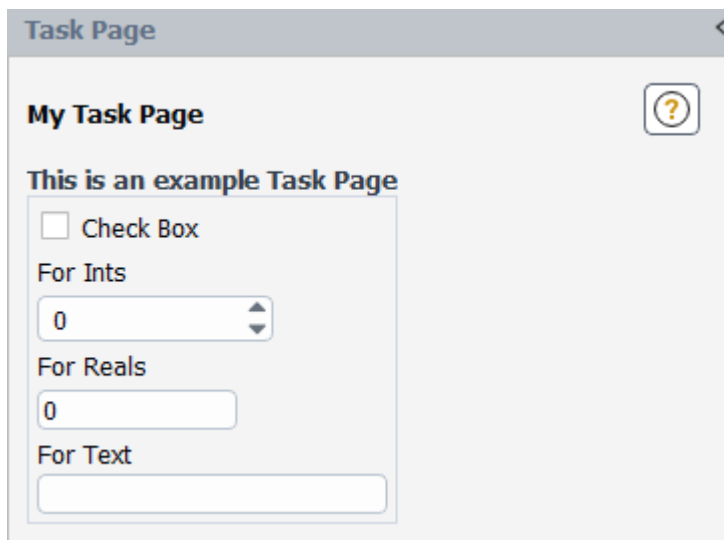 Task Page
My Task Page
?
This is an example Task Page
Check Box
For Ints
0
For Reals
0
For Text